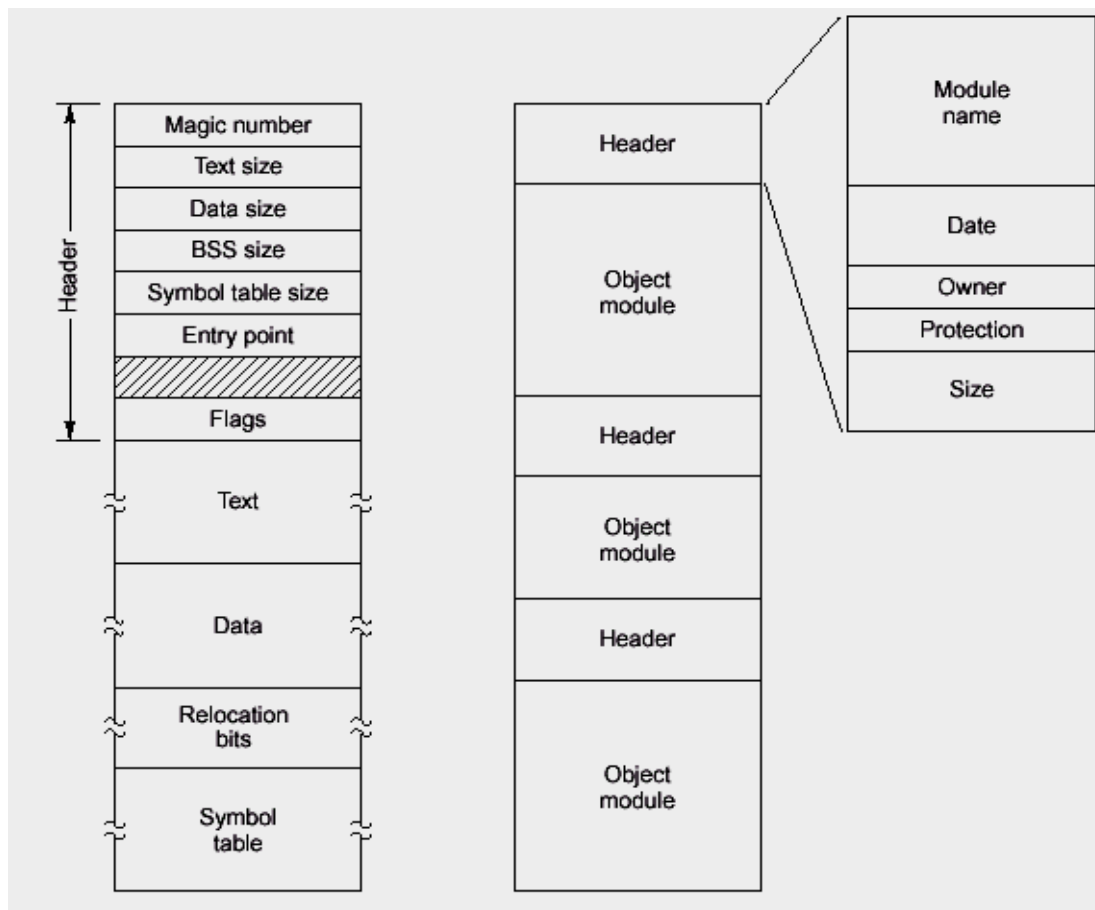 Header
Magic number
Text size
Data size
BSS size
Symbol table size
Entry point
Flags
Text
Data
Relocation
bits
Symbol
table
Header
Object
module
Header
Object
module
Header
Object
module
Module
name
Date
Owner
Protection
Size